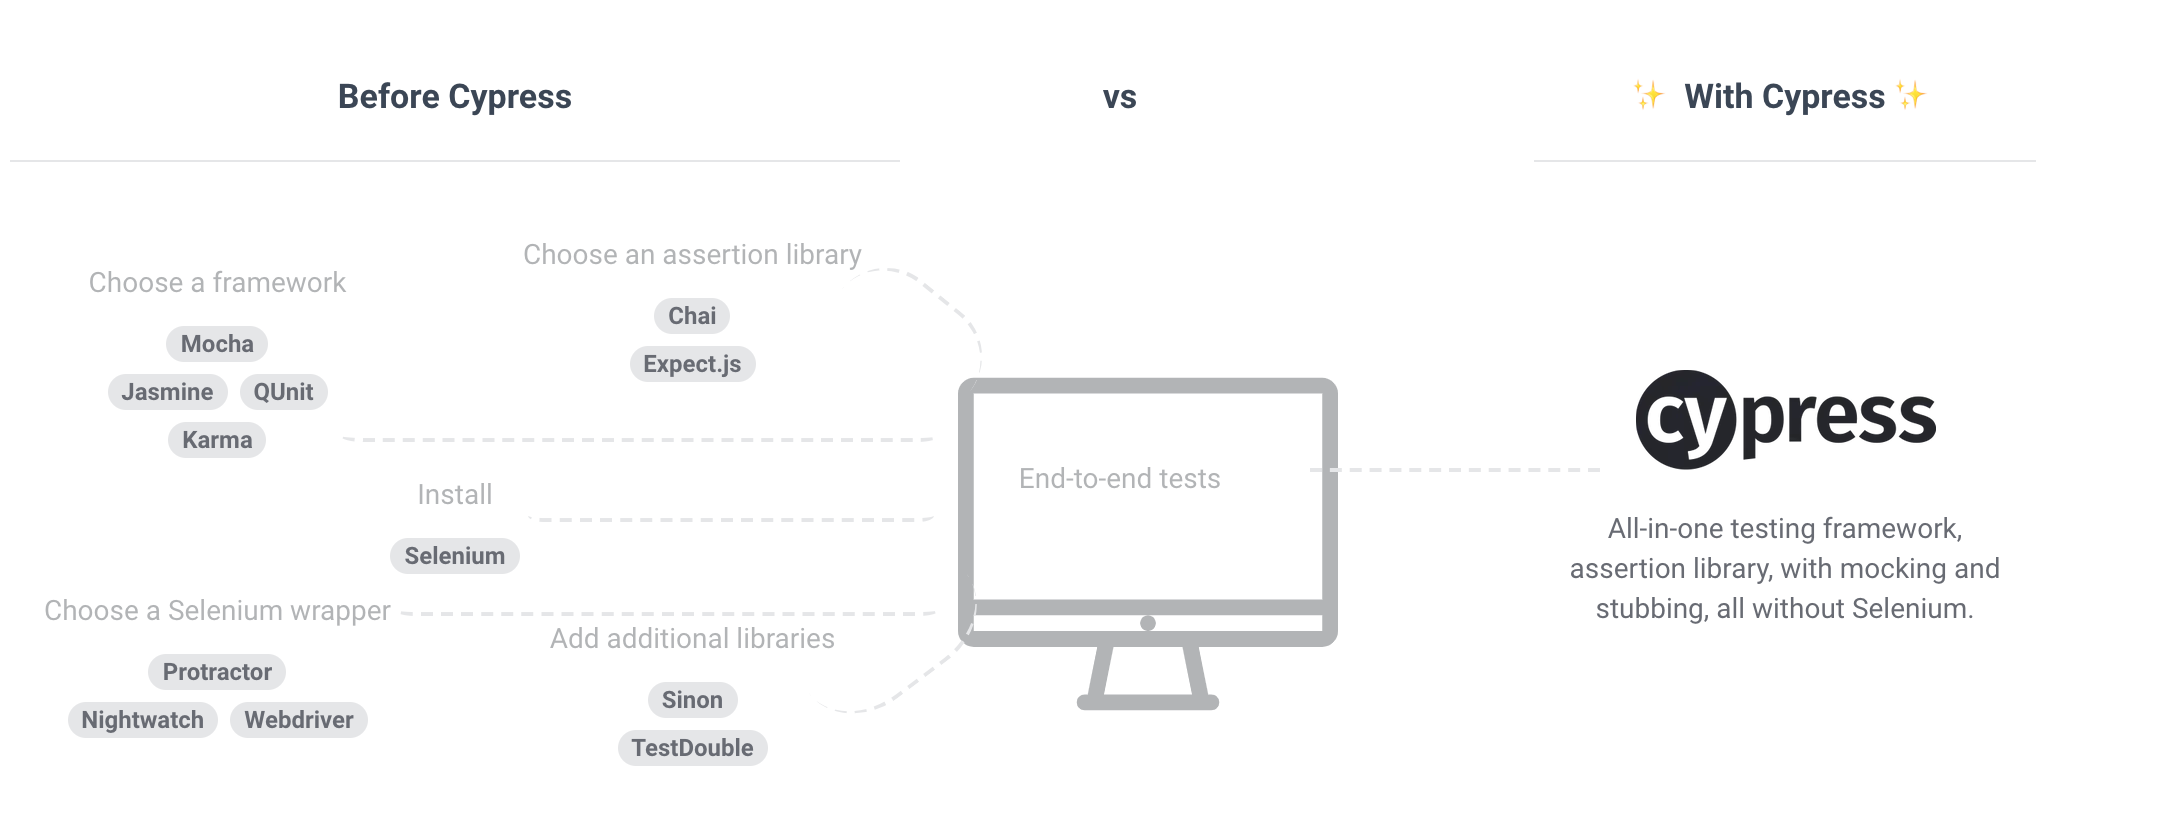 Before Cypress
vs
✨ With Cypress ✨
Choose a framework
Mocha
Jasmine QUnit
Karma
Choose an assertion library
Chai
Expect.js
Install
Selenium
Choose a Selenium wrapper
Protractor
Nightwatch Webdriver
Add additional libraries
Sinon
TestDouble
End-to-end tests
cypress
All-in-one testing framework,
assertion library, with mocking and
stubbing, all without Selenium.